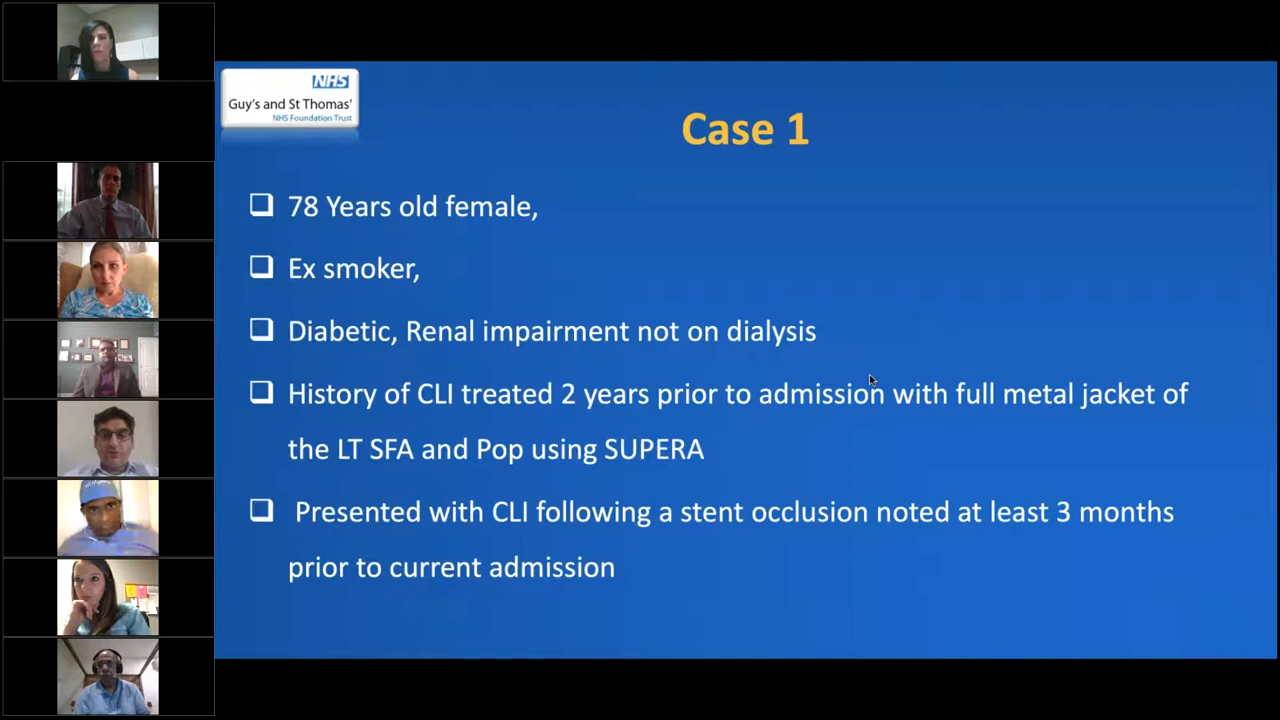 NHS
Guy's and St Thomas'
NHS Foundation Trust
Case 1
78 Years old female,
Ex smoker,
Diabetic, Renal impairment not on dialysis
History of CLI treated 2 years prior to admission with full metal jacket of
the LT SFA and Pop using SUPERA
Presented with CLI following a stent occlusion noted at least 3 months
prior to current admission